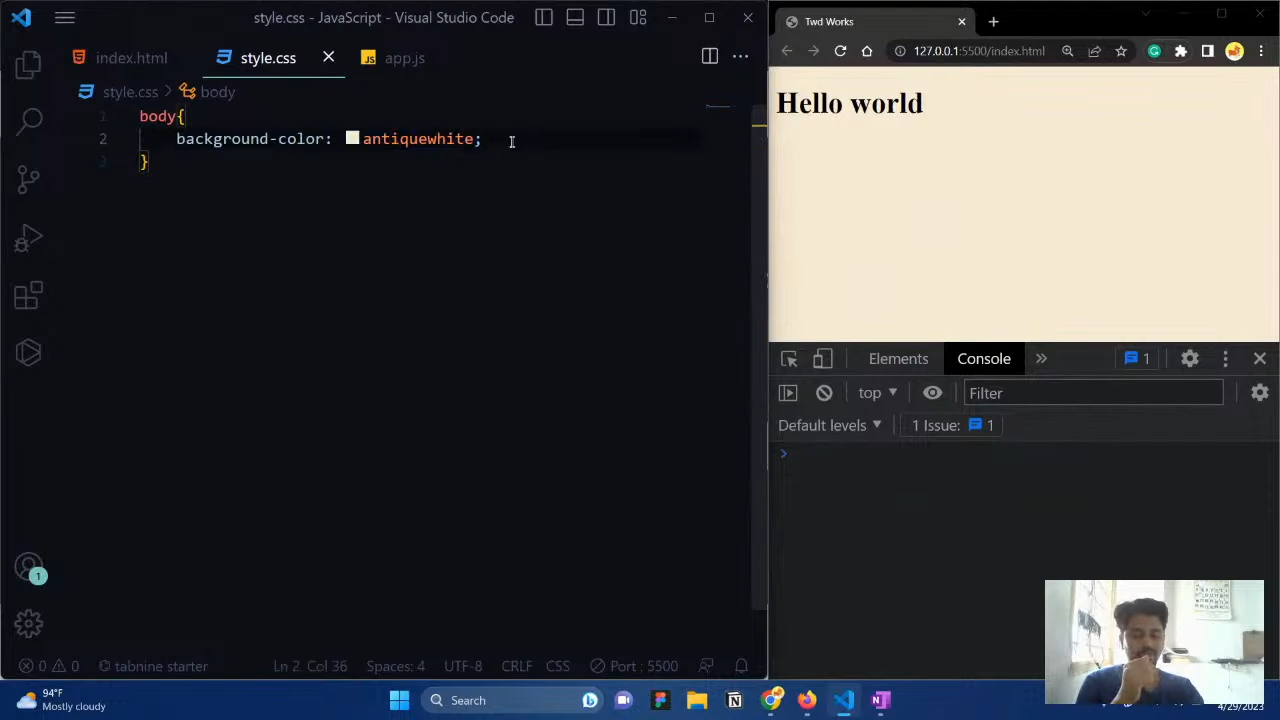 style.css - JavaScript - Visual Studio Code
index.html
style.css
app.js
style.css > body
1 body{
2 background-color: antiquewhite;
3 }
1
0 0
tabnine starter
Ln 2, Col 36
Spaces: 4
UTF-8
CRLF
CSS
Port : 5500
Twd Works
127.0.0.1:5500/index.html
Hello world
Elements
Console
1
top
Filter
Default levels
1 Issue: 1
94°F
Mostly cloudy
Search
4/29/2023